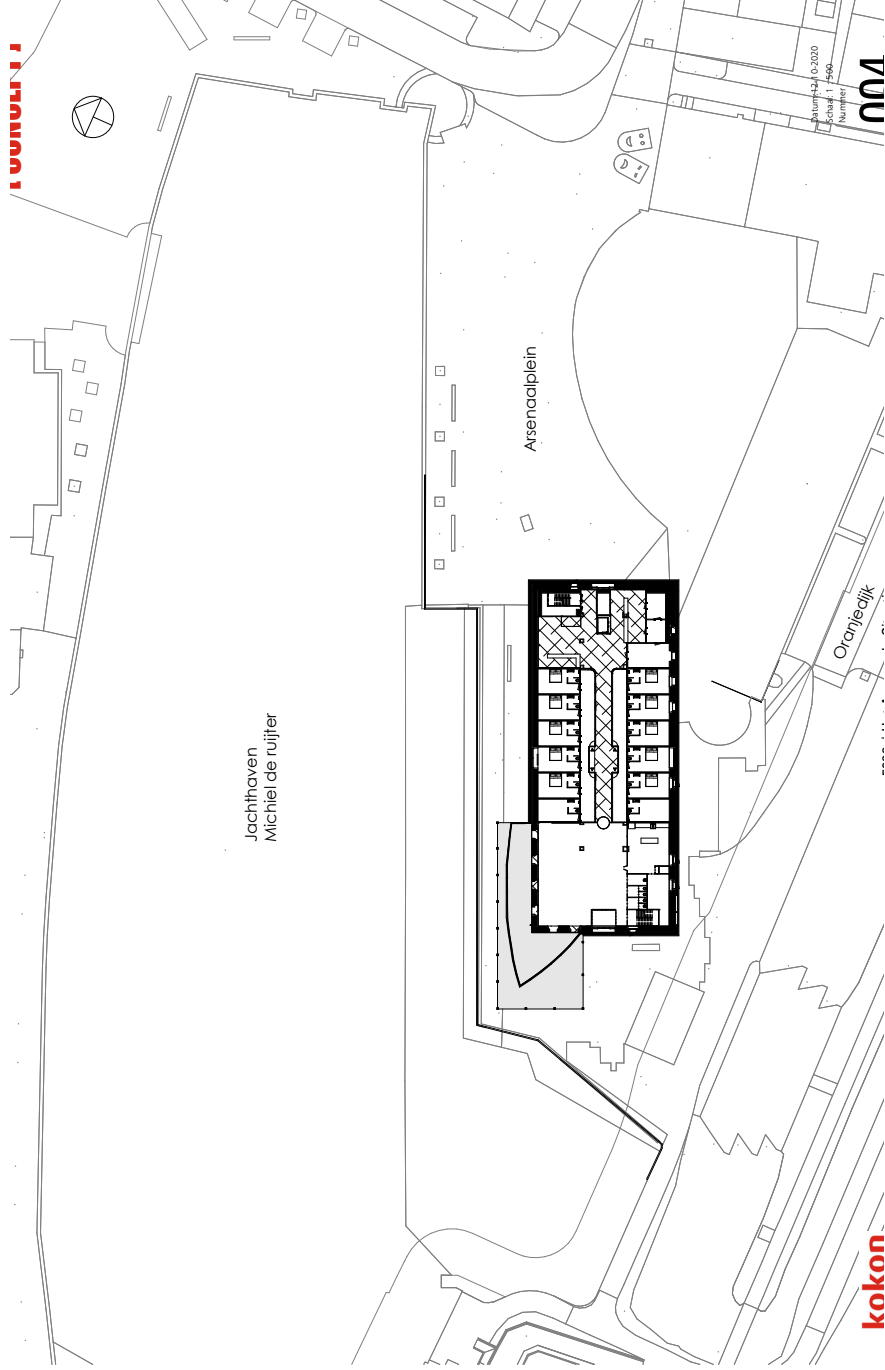 Jachthaven
Michiel de ruijter
Arsenaalplein
Oranjedijk
Datum: 12-10-2020
Schaal: 1 : 500
Nummer
004
kokon